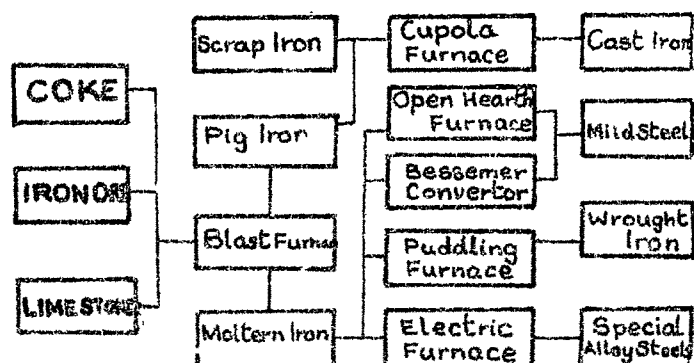 COKE
IRON ORE
LIMESTONE
Scrap Iron
Pig Iron
Blast Furnac
Moltern Iron
Cupola
Furnace
Open Hearth
Furnace
Bessemer
Convertor
Puddling
Furnace
Electric
Furnace
Cast Iron
Mild Steel
Wrought
Iron
Special
Alloy Steels